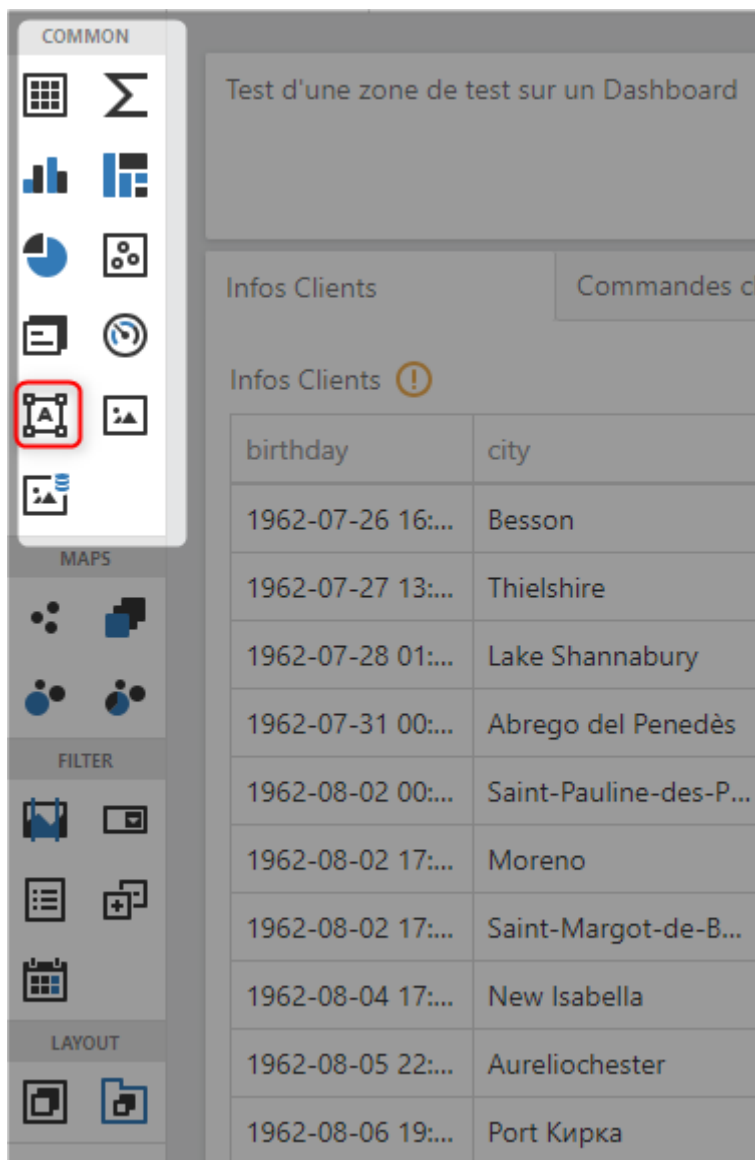 COMMON
Test d'une zone de test sur un Dashboard
Infos Clients
Commandes c
Infos Clients
birthday city
1962-07-26 16:... Besson
1962-07-27 13:... Thielshire
1962-07-28 01:... Lake Shannabury
1962-07-31 00:... Abrego del Penedès
1962-08-02 00:... Saint-Pauline-des-P...
1962-08-02 17:... Moreno
1962-08-02 17:... Saint-Margot-de-B...
1962-08-04 17:... New Isabella
1962-08-05 22:... Aureliochester
1962-08-06 19:... Port Кирка
MAPS
FILTER
LAYOUT